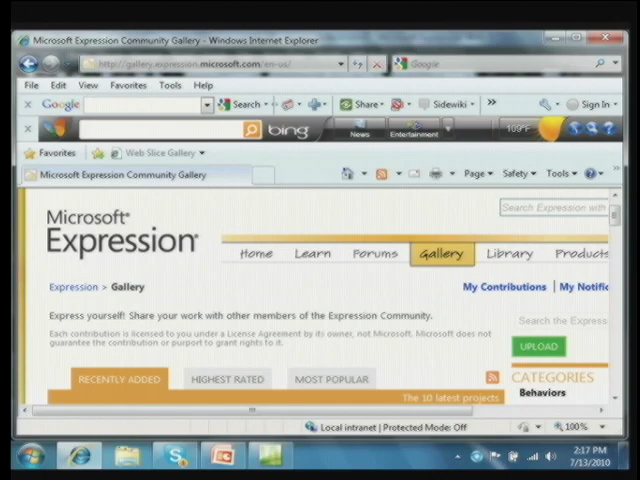 Microsoft Expression Community Gallery - Windows Internet Explorer
http://gallery.expression.microsoft.com/en-us/
Google
File Edit View Favorites Tools Help
Google Search Share Sidewiki » Sign In
bing News Entertainment 109°F
Favorites Web Slice Gallery
Microsoft Expression Community Gallery Page Safety Tools
Search Expression with
Microsoft®
Expression®
Home Learn Forums Gallery Library Products
Expression > Gallery My Contributions | My Notific
Express yourself! Share your work with other members of the Expression Community.
Search the Express
Each contribution is licensed to you under a License Agreement by its owner, not Microsoft. Microsoft does not
guarantee the contribution or purport to grant rights to it.
UPLOAD
RECENTLY ADDED HIGHEST RATED MOST POPULAR CATEGORIES
The 10 latest projects Behaviors
Local intranet | Protected Mode: Off 100%
2:17 PM
7/13/2010